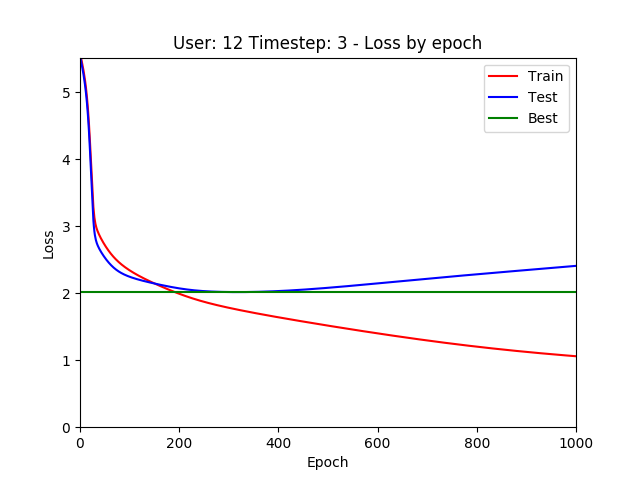 User: 12 Timestep: 3 - Loss by epoch
Train
Test
Best
Loss
5
4
3
2
1
0
0 200 400 600 800 1000
Epoch